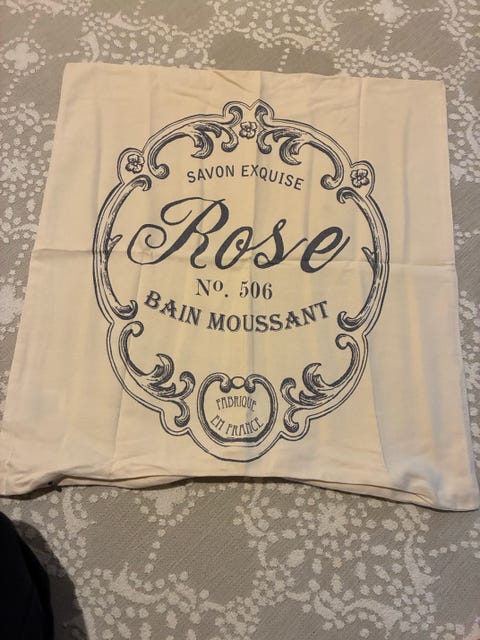 SAVON EXQUISE
Rose
No. 506
BAIN MOUSSANT
FABRIQUE
EN FRANCE